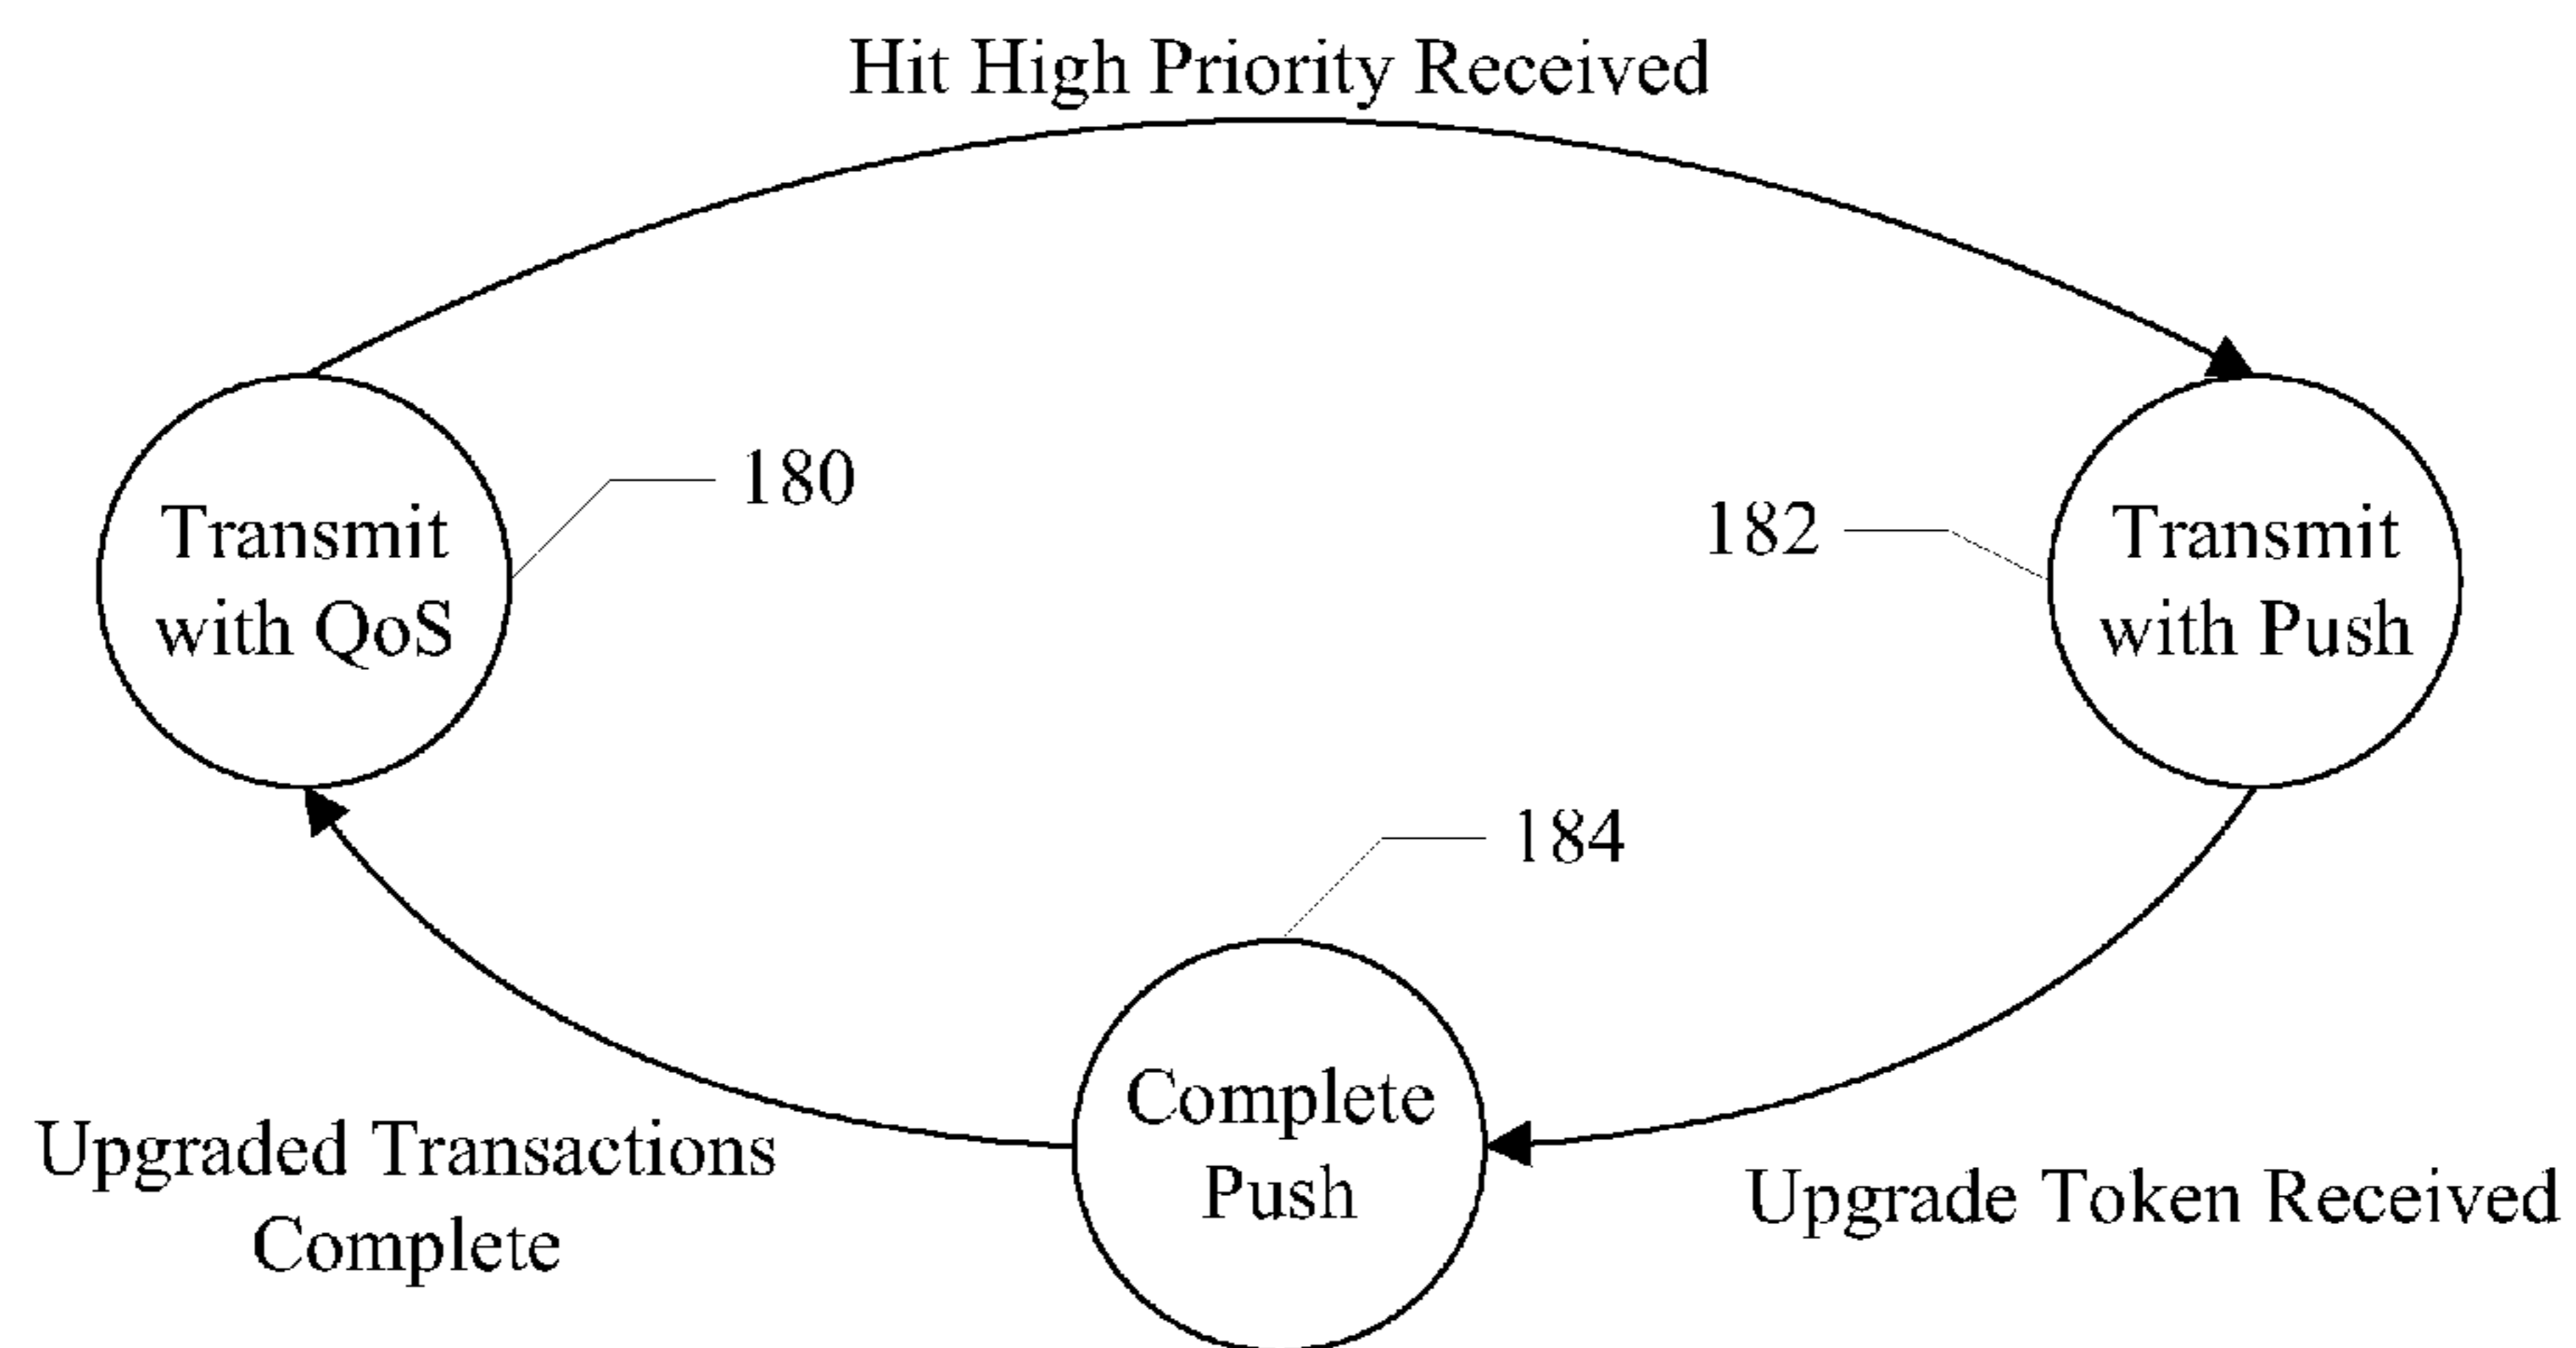 Hit High Priority Received
Transmit
with QoS
180
182
Transmit
with Push
184
Complete
Push
Upgraded Transactions
Complete
Upgrade Token Received